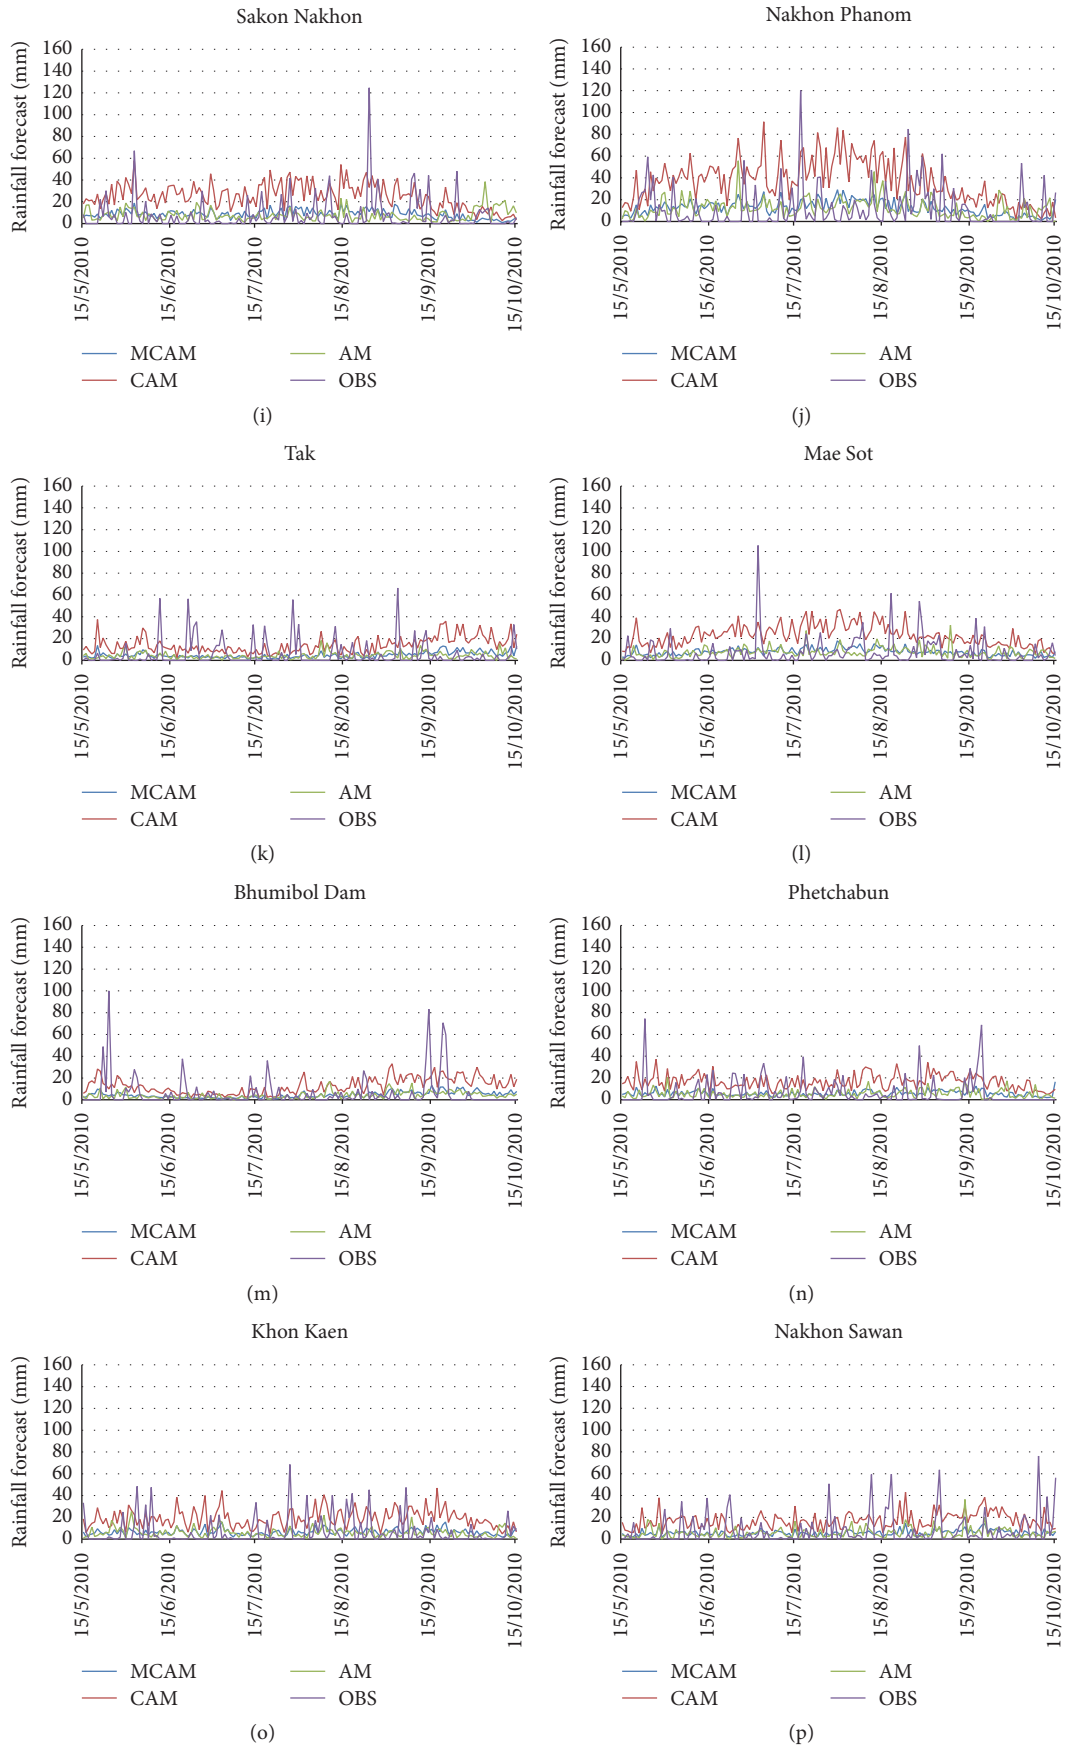 Sakon Nakhon
Rainfall forecast (mm)
160
140
120
100
80
60
40
20
0
15/5/2010
15/6/2010
15/7/2010
15/8/2010
15/9/2010
15/10/2010
MCAM
AM
CAM
OBS
(i)
Nakhon Phanom
Rainfall forecast (mm)
160
140
120
100
80
60
40
20
0
15/5/2010
15/6/2010
15/7/2010
15/8/2010
15/9/2010
15/10/2010
MCAM
AM
CAM
OBS
(j)
Tak
Rainfall forecast (mm)
160
140
120
100
80
60
40
20
0
15/5/2010
15/6/2010
15/7/2010
15/8/2010
15/9/2010
15/10/2010
MCAM
AM
CAM
OBS
(k)
Mae Sot
Rainfall forecast (mm)
160
140
120
100
80
60
40
20
0
15/5/2010
15/6/2010
15/7/2010
15/8/2010
15/9/2010
15/10/2010
MCAM
AM
CAM
OBS
(l)
Bhumibol Dam
Rainfall forecast (mm)
160
140
120
100
80
60
40
20
0
15/5/2010
15/6/2010
15/7/2010
15/8/2010
15/9/2010
15/10/2010
MCAM
AM
CAM
OBS
(m)
Phetchabun
Rainfall forecast (mm)
160
140
120
100
80
60
40
20
0
15/5/2010
15/6/2010
15/7/2010
15/8/2010
15/9/2010
15/10/2010
MCAM
AM
CAM
OBS
(n)
Khon Kaen
Rainfall forecast (mm)
160
140
120
100
80
60
40
20
0
15/5/2010
15/6/2010
15/7/2010
15/8/2010
15/9/2010
15/10/2010
MCAM
AM
CAM
OBS
(o)
Nakhon Sawan
Rainfall forecast (mm)
160
140
120
100
80
60
40
20
0
15/5/2010
15/6/2010
15/7/2010
15/8/2010
15/9/2010
15/10/2010
MCAM
AM
CAM
OBS
(p)